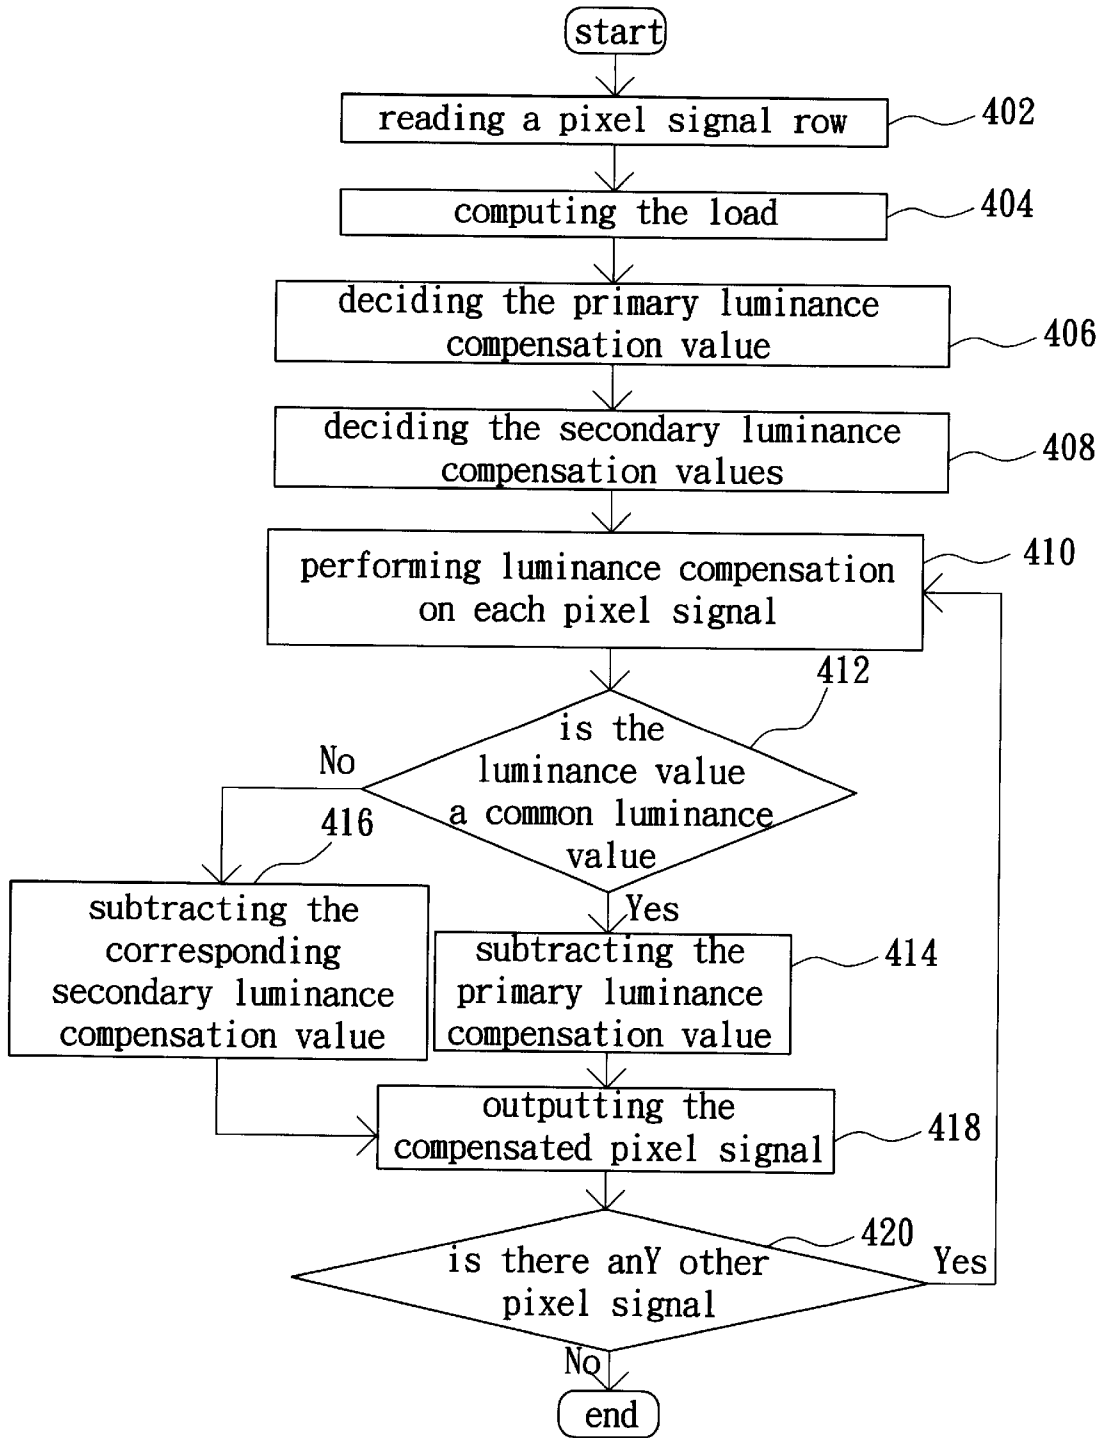 start
reading a pixel signal row
402
computing the load
404
deciding the primary luminance
compensation value
406
deciding the secondary luminance
compensation values
408
performing luminance compensation
on each pixel signal
410
412
is the
luminance value
a common luminance
value
No
416
Yes
subtracting the
corresponding
secondary luminance
compensation value
subtracting the
primary luminance
compensation value
414
outputting the
compensated pixel signal
418
420
is there anY other
pixel signal
Yes
No
end